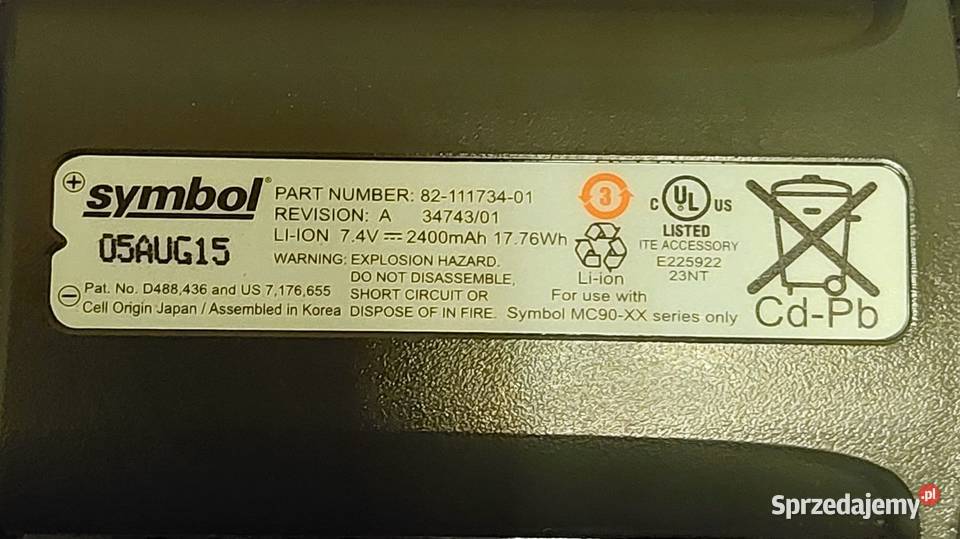 symbol®
05AUG15
Pat. No. D488,436 and US 7,176,655
Cell Origin Japan / Assembled in Korea
PART NUMBER: 82-111734-01
REVISION: A 34743/01
LI-ION 7.4V 2400mAh 17.76Wh
WARNING: EXPLOSION HAZARD.
DO NOT DISASSEMBLE,
SHORT CIRCUIT OR
DISPOSE OF IN FIRE.
3
Li-ion
For use with
Symbol MC90-XX series only
C UL US
LISTED
ITE ACCESSORY
E225922
23NT
Cd-Pb
Sprzedajemy.pl